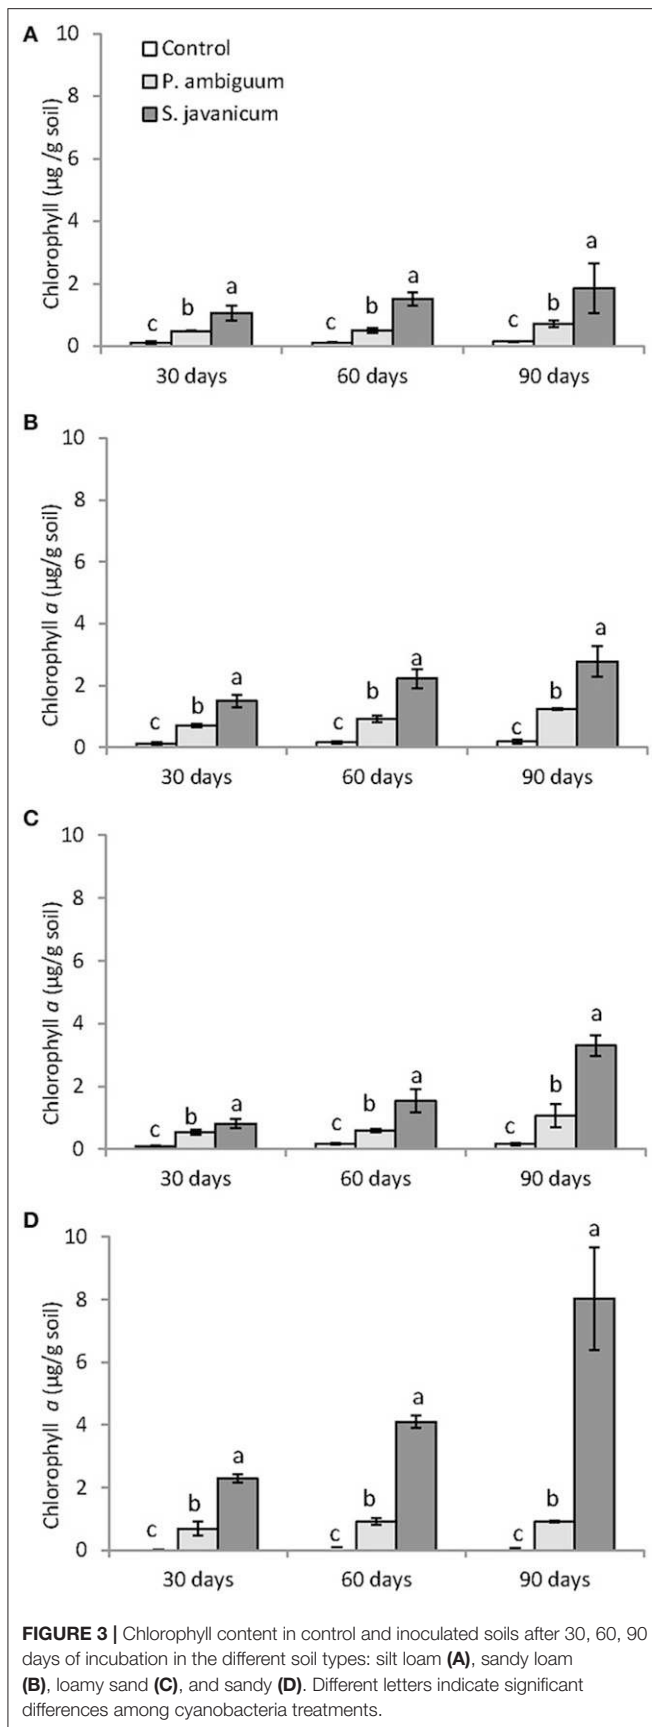 A
10
8
6
4
2
0
Chlorophyll (µg /g soil)
Control
P. ambiguum
S. javanicum
c b a
c b a
c b a
30 days 60 days 90 days
B
10
8
6
4
2
0
Chlorophyll a (µg/g soil)
c b a
c b a
c b a
30 days 60 days 90 days
C
10
8
6
4
2
0
Chlorophyll a (µg/g soil)
c b a
c b a
c b a
30 days 60 days 90 days
D
10
8
6
4
2
0
Chlorophyll a (µg/g soil)
c b a
c b a
c b a
30 days 60 days 90 days
FIGURE 3 | Chlorophyll content in control and inoculated soils after 30, 60, 90
days of incubation in the different soil types: silt loam (A), sandy loam
(B), loamy sand (C), and sandy (D). Different letters indicate significant
differences among cyanobacteria treatments.